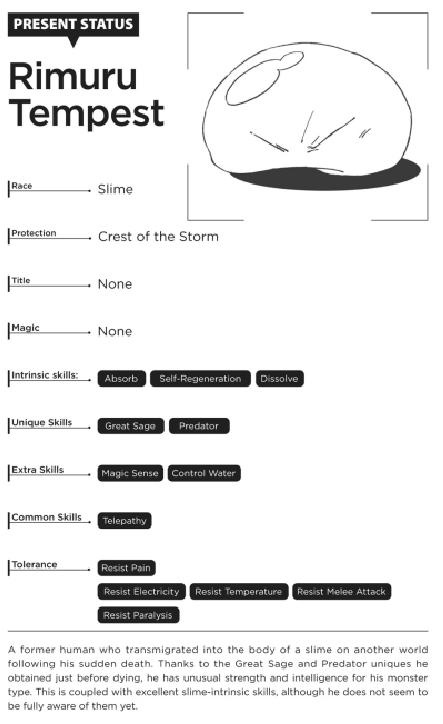 PRESENT STATUS
Rimuru
Tempest
Race Slime
Protection Crest of the Storm
Title None
Magic None
Intrinsic skills: Absorb Self-Regeneration Dissolve
Unique Skills Great Sage Predator
Extra Skills Magic Sense Control Water
Common Skills Telepathy
Tolerance Resist Pain
Resist Electricity Resist Temperature Resist Melee Attack
Resist Paralysis
A former human who transmigrated into the body of a slime on another world
following his sudden death. Thanks to the Great Sage and Predator uniques he
obtained just before dying, he has unusual strength and intelligence for his monster
type. This is coupled with excellent slime-intrinsic skills, although he does not seem to
be fully aware of them yet.